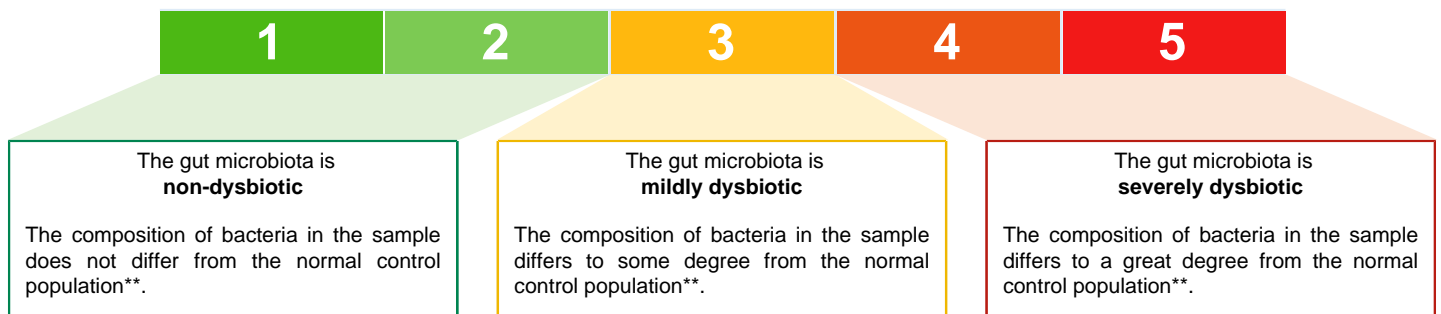 1 2 3 4 5
The gut microbiota is
non-dysbiotic
The composition of bacteria in the sample
does not differ from the normal control
population**.
The gut microbiota is
mildly dysbiotic
The composition of bacteria in the sample
differs to some degree from the normal
control population**.
The gut microbiota is
severely dysbiotic
The composition of bacteria in the sample
differs to a great degree from the normal
control population**.